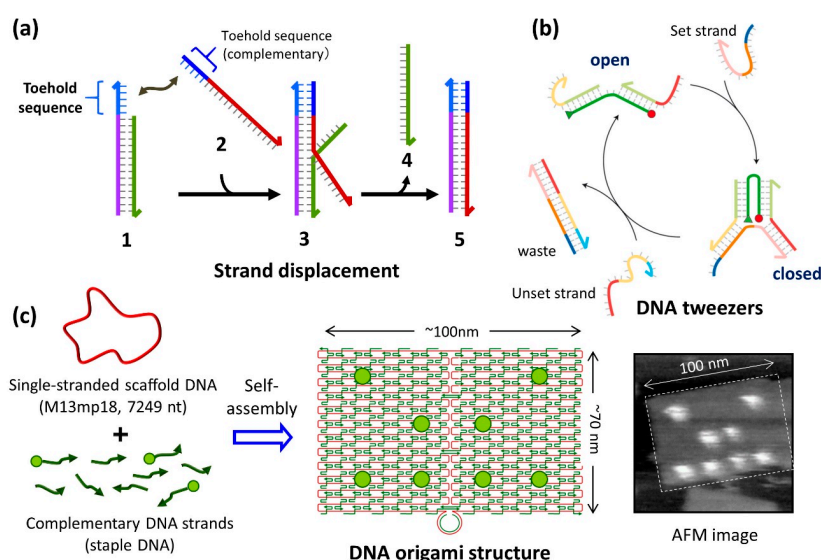 (a)
Toehold sequence
(complementary)
Toehold
sequence
1
2
3
4
5
Strand displacement
(b)
open
Set strand
closed
waste
Unset strand
DNA tweezers
(c)
Single-stranded scaffold DNA
(M13mp18, 7249 nt)
+
Complementary DNA strands
(staple DNA)
Self-
assembly
~100nm
~70 nm
DNA origami structure
100 nm
AFM image